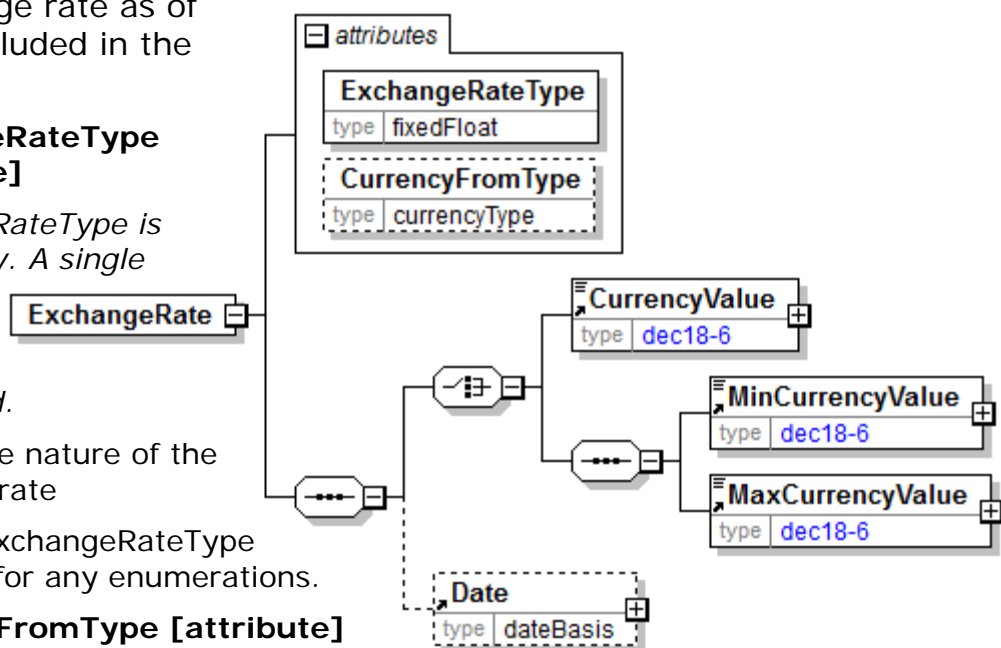 ge rate as of
luded in the
eRateType
e]
RateType is
y. A single
d.
e nature of the
rate
xchangeRateType
for any enumerations.
FromType [attribute]
attributes
ExchangeRateType
type fixedFloat
CurrencyFromType
type currencyType
ExchangeRate
CurrencyValue
type dec18-6
MinCurrencyValue
type dec18-6
MaxCurrencyValue
type dec18-6
Date
type dateBasis